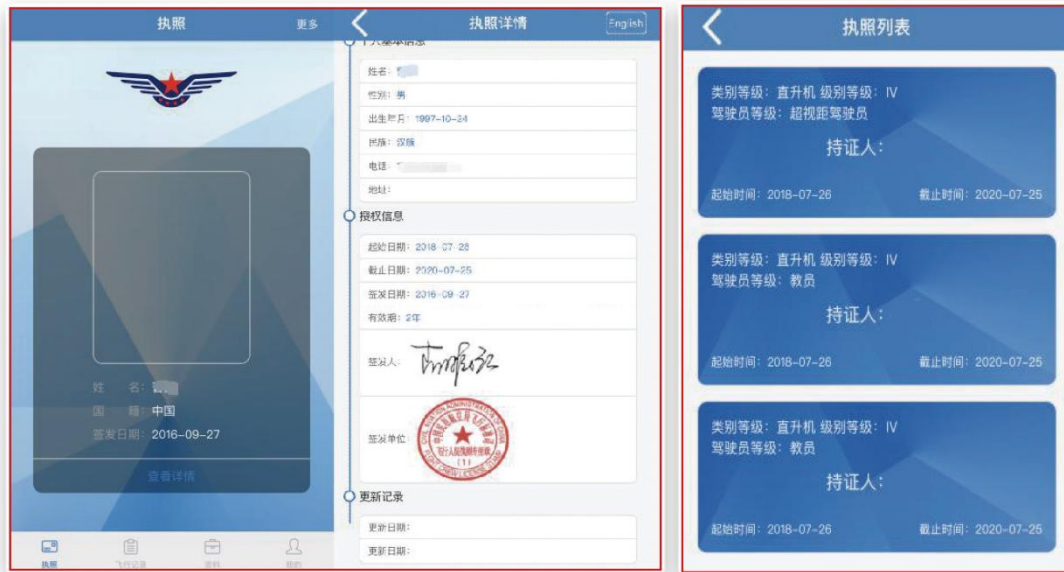 执照
更多
姓 名：
国 籍：中国
签发日期：2016-09-27
查看详情
执照
飞行记录
资料
我的
执照详情
English
个人基本信息
姓名：
性别：男
出生年月：1997-10-24
民族：汉族
电话：
地址：
授权信息
起始日期：2018-07-26
截止日期：2020-07-25
签发日期：2016-09-27
有效期：2年
签发人：
签发单位：
更新记录
更新日期：
更新日期：
执照列表
类别等级：直升机 级别等级：IV
驾驶员等级：超视距驾驶员
持证人：
起始时间：2018-07-26
截止时间：2020-07-25
类别等级：直升机 级别等级：IV
驾驶员等级：教员
持证人：
起始时间：2018-07-26
截止时间：2020-07-25
类别等级：直升机 级别等级：IV
驾驶员等级：教员
持证人：
起始时间：2018-07-26
截止时间：2020-07-25